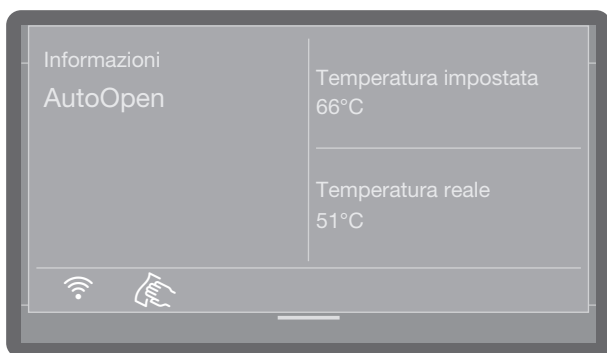 Informazioni
AutoOpen
Temperatura impostata
66°C
Temperatura reale
51°C